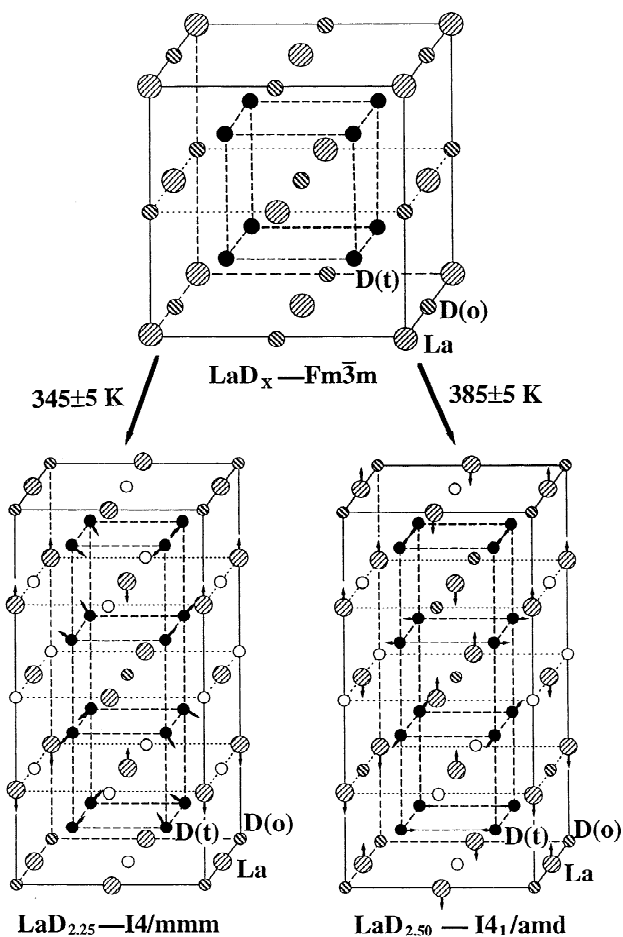 D(t)
D(o)
La
LaDX—Fm3̅m
345±5 K
385±5 K
D(t)
D(o)
La
LaD2.25—I4/mmm
D(t)
D(o)
La
LaD2.50 — I41/amd